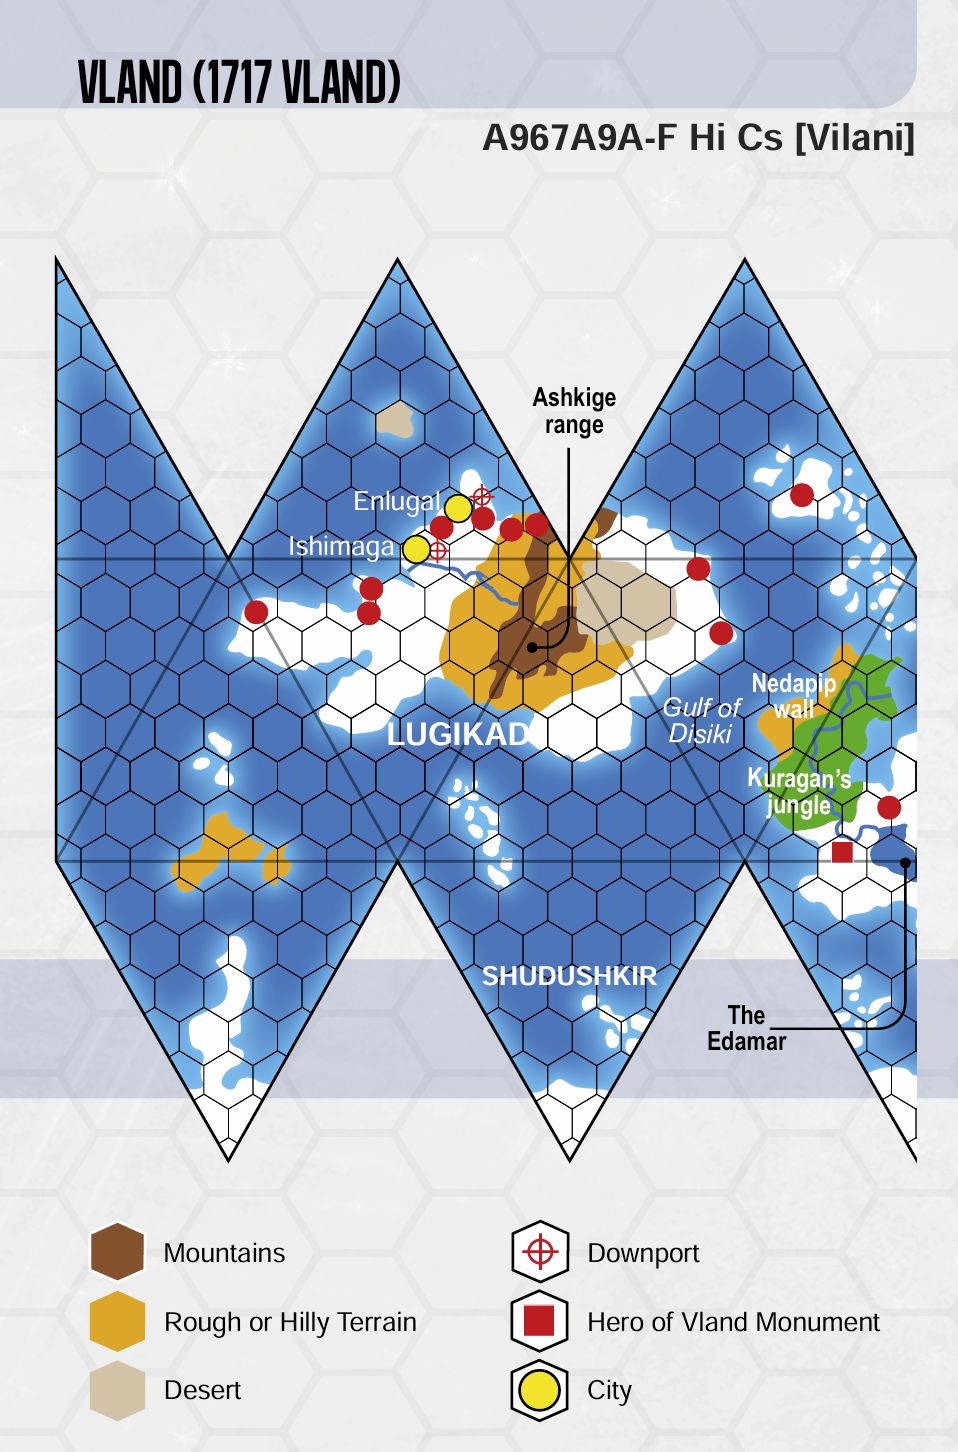 VLAND (1717 VLAND)
A967A9A-F Hi Cs [Vilani]
Ashkige
range
Enlugal
Ishimaga
Nedapip
wall
Gulf of
Disiki
LUGIKAD
Kuragan's
jungle
SHUDUSHKIR
The
Edamar
Mountains
Downport
Rough or Hilly Terrain
Hero of Vland Monument
Desert
City